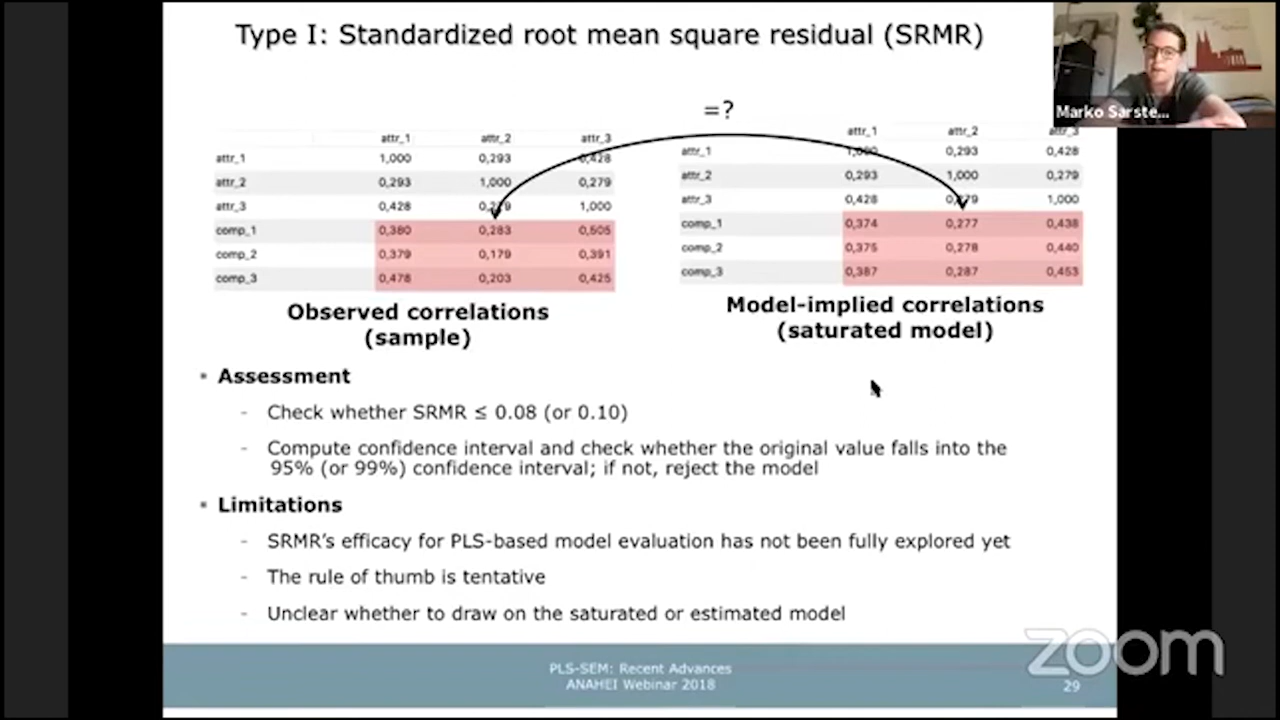 Type I: Standardized root mean square residual (SRMR)
Marko Sarste...
=?
attr_1 attr_2 attr_3
attr_1 1,000 0,293 0,428
attr_2 0,293 1,000 0,279
attr_3 0,428 0,279 1,000
comp_1 0,380 0,283 0,505
comp_2 0,379 0,179 0,391
comp_3 0,478 0,203 0,425
Observed correlations
(sample)
attr_1 attr_2 attr_3
attr_1 1,000 0,293 0,428
attr_2 0,293 1,000 0,279
attr_3 0,428 0,279 1,000
comp_1 0,374 0,277 0,438
comp_2 0,375 0,278 0,440
comp_3 0,387 0,287 0,453
Model-implied correlations
(saturated model)
▪ Assessment
- Check whether SRMR ≤ 0.08 (or 0.10)
- Compute confidence interval and check whether the original value falls into the
95% (or 99%) confidence interval; if not, reject the model
▪ Limitations
- SRMR's efficacy for PLS-based model evaluation has not been fully explored yet
- The rule of thumb is tentative
- Unclear whether to draw on the saturated or estimated model
PLS-SEM: Recent Advances
ANAHEI Webinar 2018
29
zoom